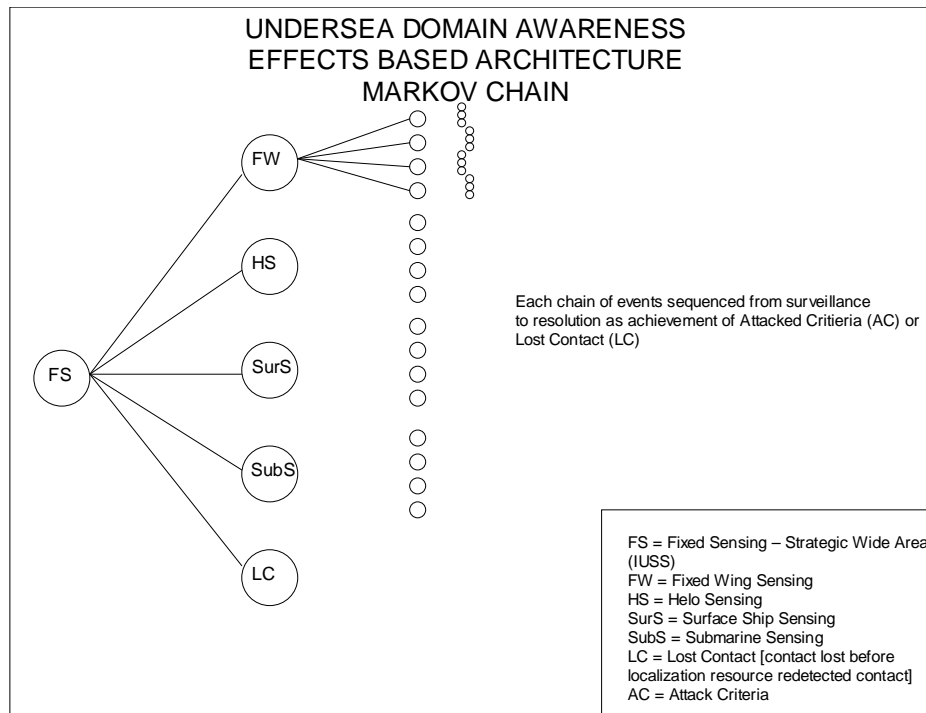 UNDERSEA DOMAIN AWARENESS
EFFECTS BASED ARCHITECTURE
MARKOV CHAIN
FW
HS
Each chain of events sequenced from surveillance
to resolution as achievement of Attacked Critieria (AC) or
Lost Contact (LC)
FS
SurS
SubS
LC
FS = Fixed Sensing – Strategic Wide Area
(IUSS)
FW = Fixed Wing Sensing
HS = Helo Sensing
SurS = Surface Ship Sensing
SubS = Submarine Sensing
LC = Lost Contact [contact lost before
localization resource redetected contact]
AC = Attack Criteria